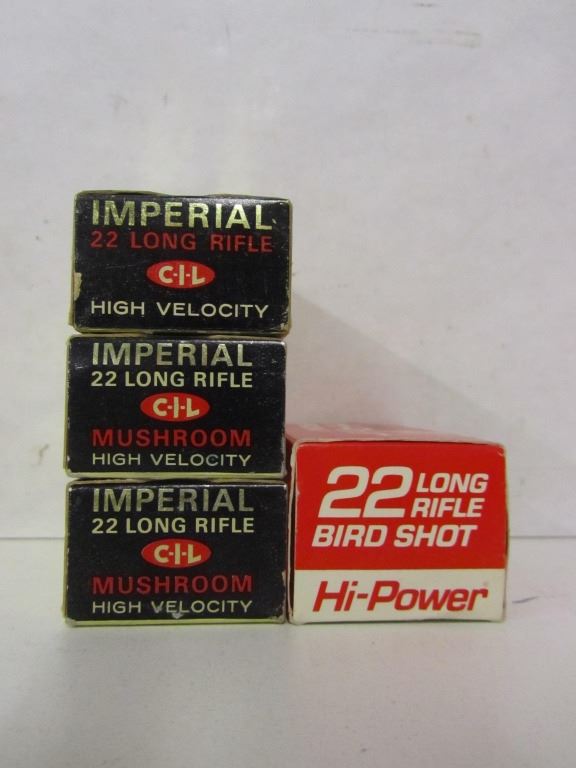 IMPERIAL
22 LONG RIFLE
C-I-L
HIGH VELOCITY
IMPERIAL
22 LONG RIFLE
C-I-L
MUSHROOM
HIGH VELOCITY
IMPERIAL
22 LONG RIFLE
C-I-L
MUSHROOM
HIGH VELOCITY
22 LONG
RIFLE
BIRD SHOT
Hi-Power